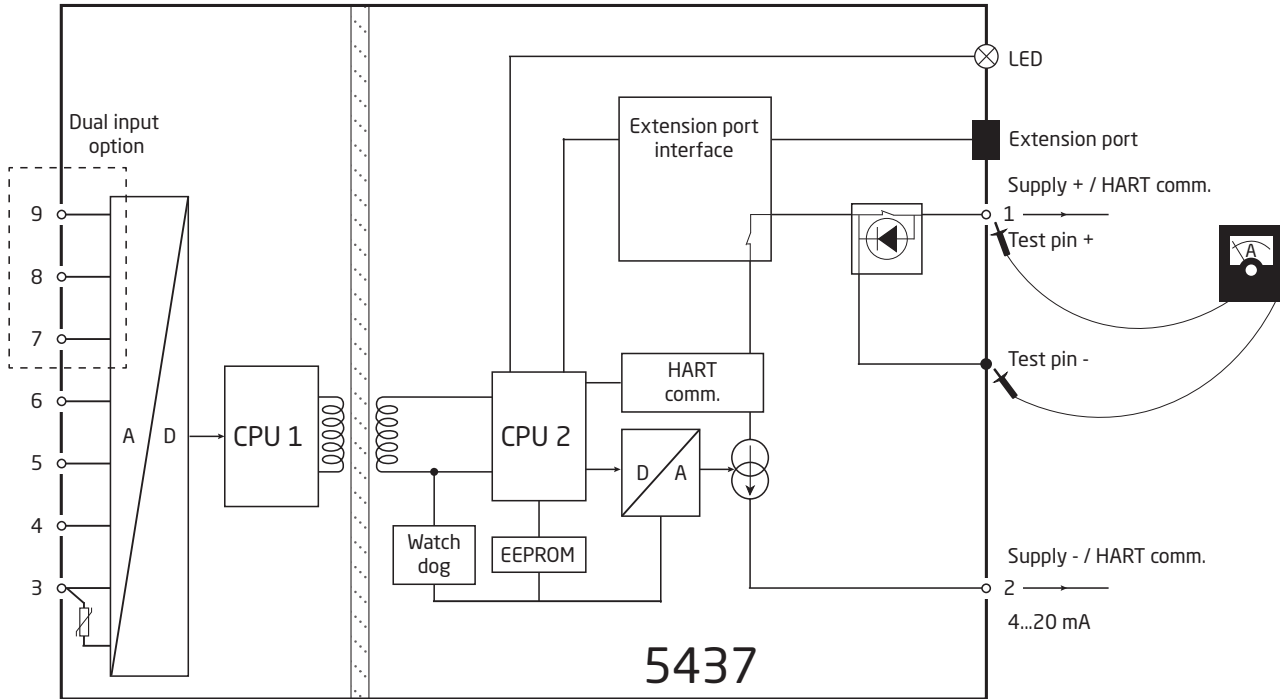 LED
Extension port
interface
Extension port
Dual input
option
Supply + / HART comm.
9
1
Test pin +
A
8
7
Test pin -
HART
comm.
6
CPU 1
CPU 2
A
D
5
D
A
4
Watch
dog
EEPROM
Supply - / HART comm.
3
2
4...20 mA
5437